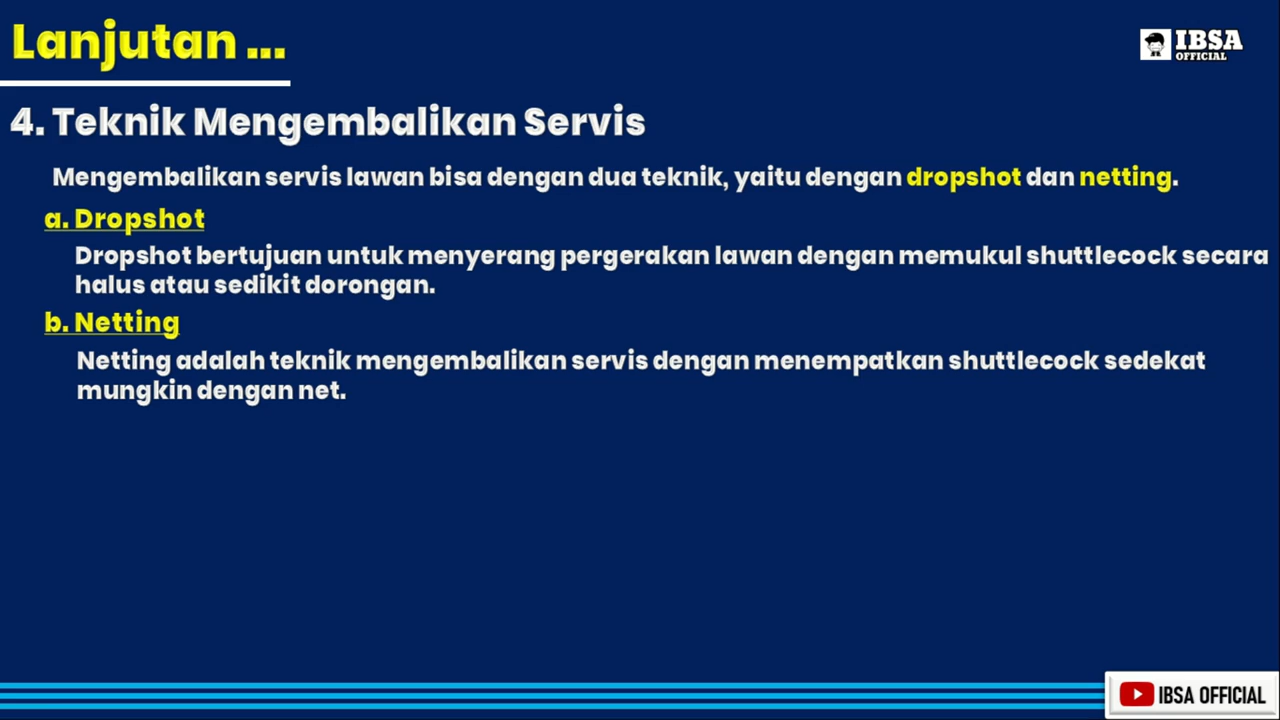 Lanjutan ...
IBSA
OFFICIAL
4. Teknik Mengembalikan Servis
Mengembalikan servis lawan bisa dengan dua teknik, yaitu dengan dropshot dan netting.
a. Dropshot
Dropshot bertujuan untuk menyerang pergerakan lawan dengan memukul shuttlecock secara
halus atau sedikit dorongan.
b. Netting
Netting adalah teknik mengembalikan servis dengan menempatkan shuttlecock sedekat
mungkin dengan net.
IBSA OFFICIAL